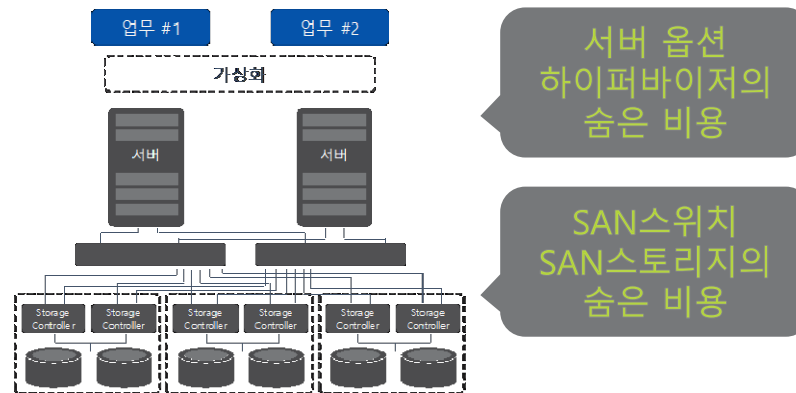 업무 #1
업무 #2
가상화
서버
서버
서버 옵션
하이퍼바이저의
숨은 비용
SAN스위치
SAN스토리지의
숨은 비용
Storage
Controller
Storage
Controller
Storage
Controller
Storage
Controller
Storage
Controller
Storage
Controller